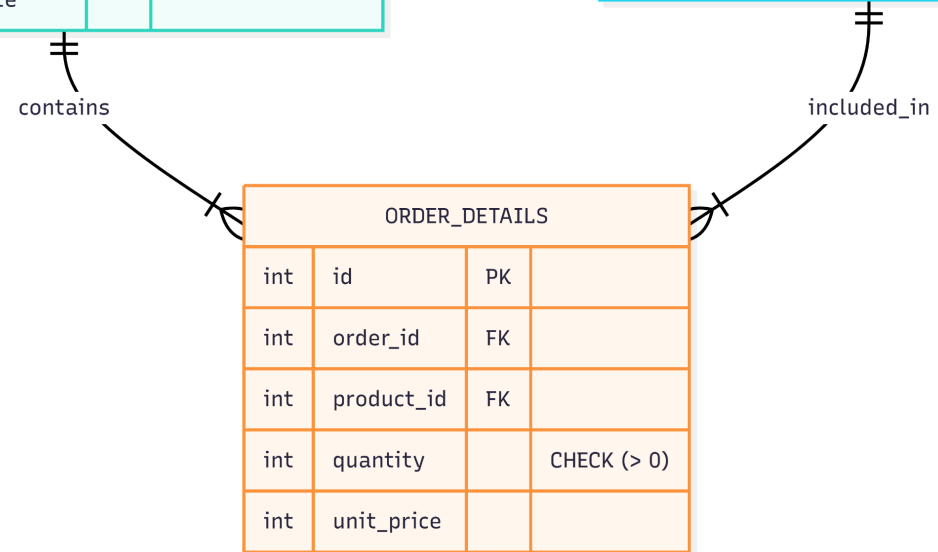 contains
included_in
ORDER_DETAILS
int id PK
int order_id FK
int product_id FK
int quantity CHECK (> 0)
int unit_price